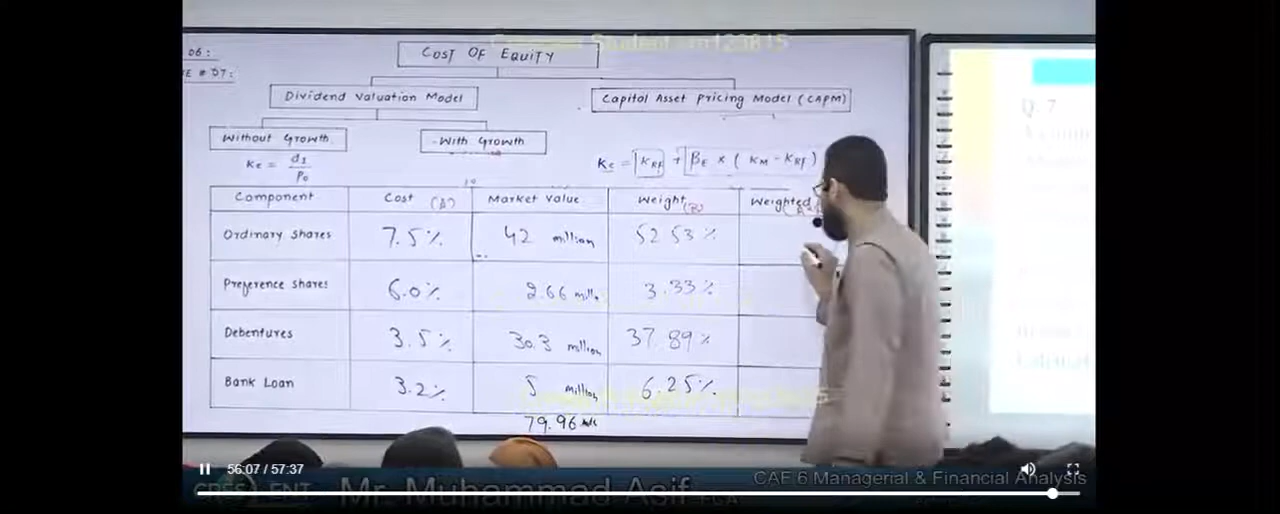 06:
COST OF EQUITY
E # 07:
Dividend Valuation Model
Capital Asset Pricing Model (CAPM)
Without Growth
With Growth
Ke = d1 / P0
Ke = KRF + βE × ( KM - KRF )
Component Cost (A) Market Value Weight (B) Weighted
Ordinary Shares 7.5% 42 million 52.53%
Preference Shares 6.0% 2.66 3.33%
Debentures 3.5% 30.3 million 37.89%
Bank Loan 3.2% 5 million 6.25%
79.96
Q.7
56:07 / 57:37
CAF 6 Managerial & Financial Analysis
Mr. Muhammad Asif FCA